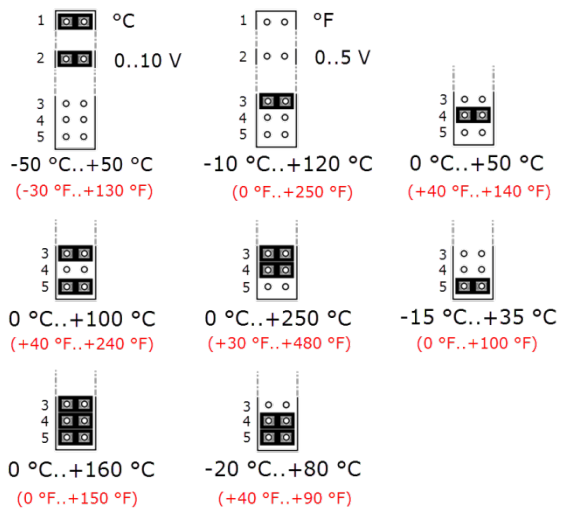 1 °C
2 0..10 V
3
4
5
-50 °C..+50 °C
(-30 °F..+130 °F)
1 °F
2 0..5 V
3
4
5
-10 °C..+120 °C
(0 °F..+250 °F)
3
4
5
0 °C..+50 °C
(+40 °F..+140 °F)
3
4
5
0 °C..+100 °C
(+40 °F..+240 °F)
3
4
5
0 °C..+250 °C
(+30 °F..+480 °F)
3
4
5
-15 °C..+35 °C
(0 °F..+100 °F)
3
4
5
0 °C..+160 °C
(0 °F..+150 °F)
3
4
5
-20 °C..+80 °C
(+40 °F..+90 °F)